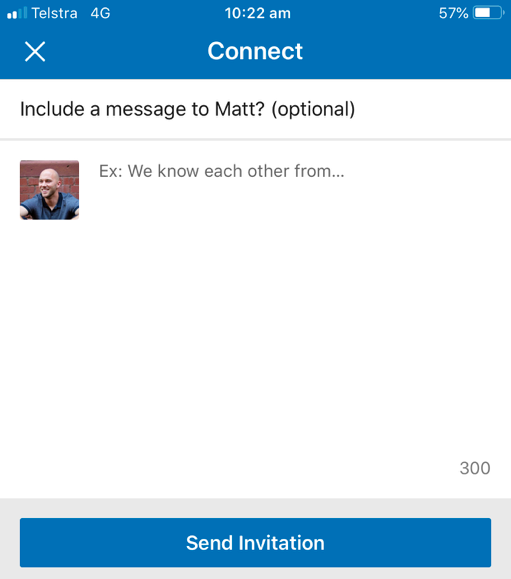 Telstra 4G 10:22 am 57%
Connect
Include a message to Matt? (optional)
Ex: We know each other from...
300
Send Invitation